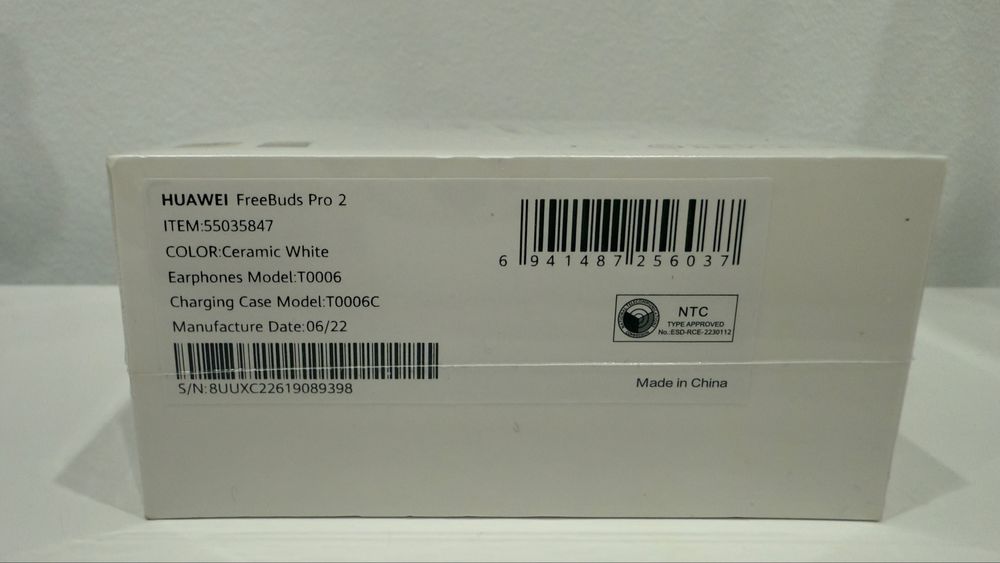 HUAWEI FreeBuds Pro 2
ITEM:55035847
COLOR:Ceramic White
Earphones Model:T0006
Charging Case Model:T0006C
Manufacture Date:06/22
S/N:8UUXC22619089398
6 941487 256037
NTC
TYPE APPROVED
No.:ESD-RCE-2230112
Made in China